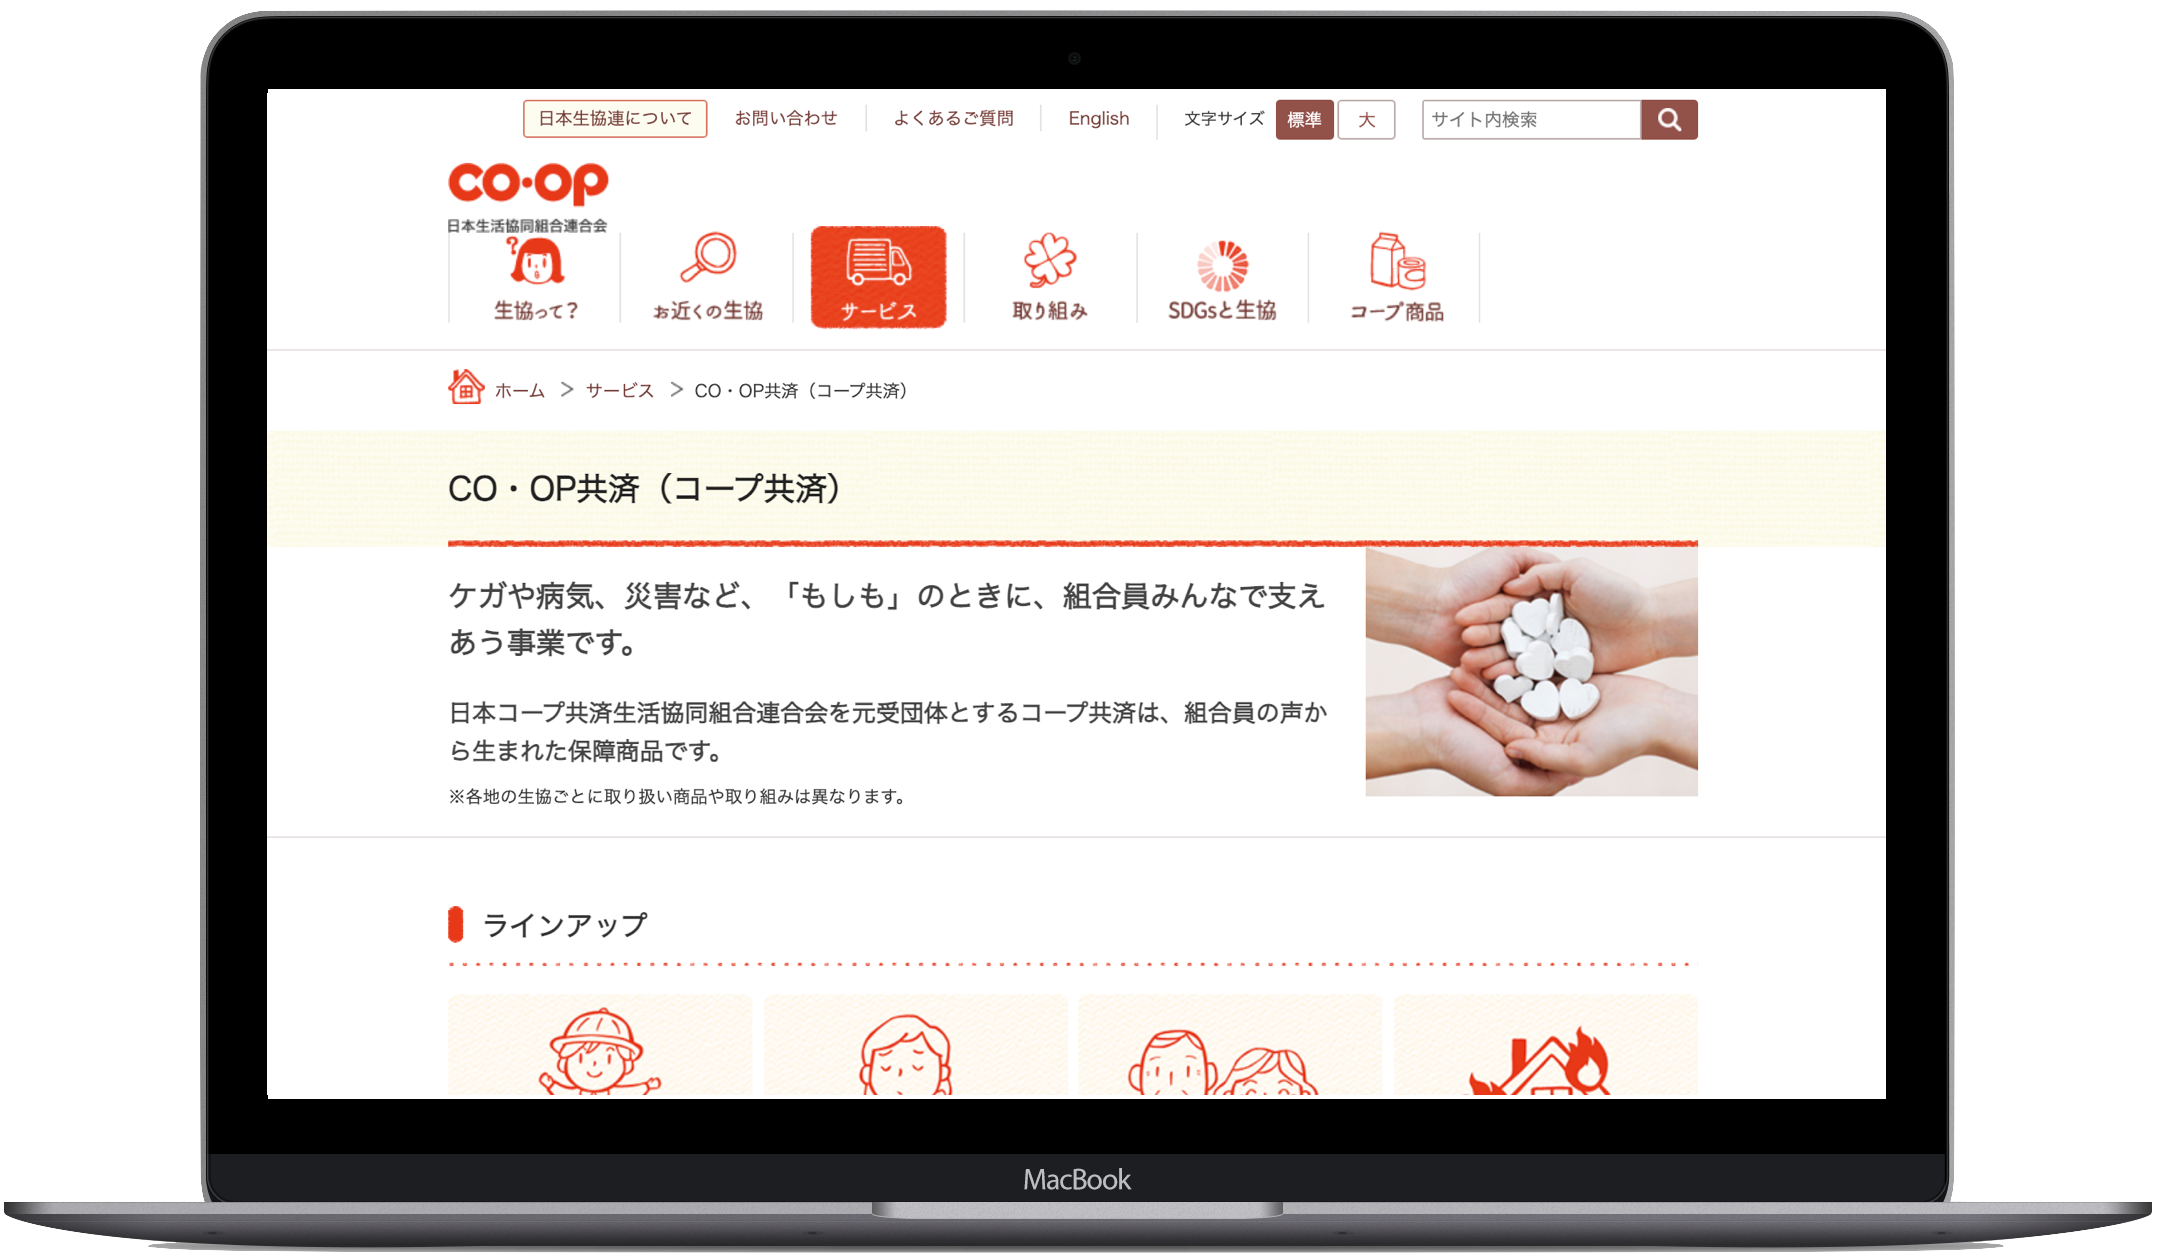 日本生協連について お問い合わせ よくあるご質問 English 文字サイズ 標準 大 サイト内検索
co・op
日本生活協同組合連合会
生協って? お近くの生協 サービス 取り組み SDGsと生協 コープ商品
ホーム > サービス > CO・OP共済（コープ共済）
CO・OP共済（コープ共済）
ケガや病気、災害など、「もしも」のときに、組合員みんなで支え
あう事業です。
日本コープ共済生活協同組合連合会を元受団体とするコープ共済は、組合員の声か
ら生まれた保障商品です。
※各地の生協ごとに取り扱い商品や取り組みは異なります。
ラインアップ
MacBook